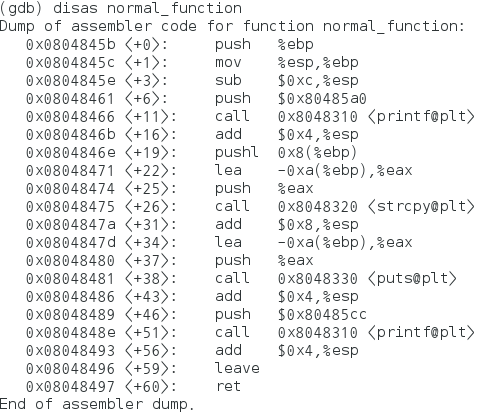 (gdb) disas normal_function
Dump of assembler code for function normal_function:
   0x0804845b <+0>:     push   %ebp
   0x0804845c <+1>:     mov    %esp,%ebp
   0x0804845e <+3>:     sub    $0xc,%esp
   0x08048461 <+6>:     push   $0x80485a0
   0x08048466 <+11>:    call   0x8048310 <printf@plt>
   0x0804846b <+16>:    add    $0x4,%esp
   0x0804846e <+19>:    pushl  0x8(%ebp)
   0x08048471 <+22>:    lea    -0xa(%ebp),%eax
   0x08048474 <+25>:    push   %eax
   0x08048475 <+26>:    call   0x8048320 <strcpy@plt>
   0x0804847a <+31>:    add    $0x8,%esp
   0x0804847d <+34>:    lea    -0xa(%ebp),%eax
   0x08048480 <+37>:    push   %eax
   0x08048481 <+38>:    call   0x8048330 <puts@plt>
   0x08048486 <+43>:    add    $0x4,%esp
   0x08048489 <+46>:    push   $0x80485cc
   0x0804848e <+51>:    call   0x8048310 <printf@plt>
   0x08048493 <+56>:    add    $0x4,%esp
   0x08048496 <+59>:    leave
   0x08048497 <+60>:    ret
End of assembler dump.